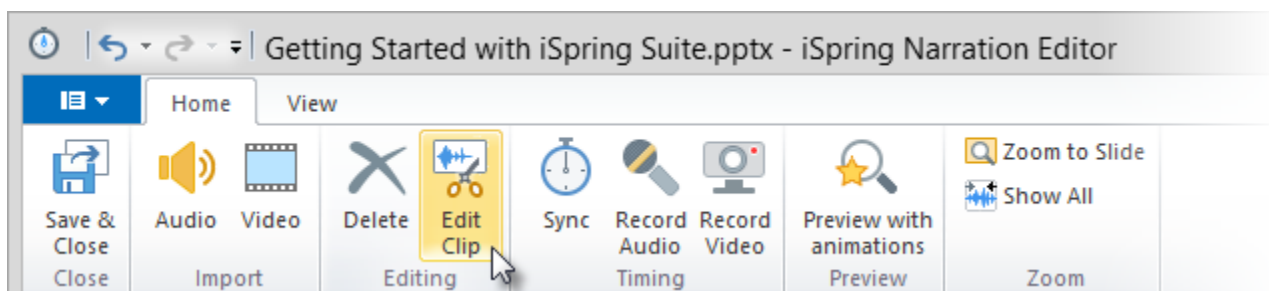 Getting Started with iSpring Suite.pptx - iSpring Narration Editor
Home View
Save & Close
Audio
Video
Delete
Edit Clip
Sync
Record Audio
Record Video
Preview with animations
Zoom to Slide
Show All
Close
Import
Editing
Timing
Preview
Zoom